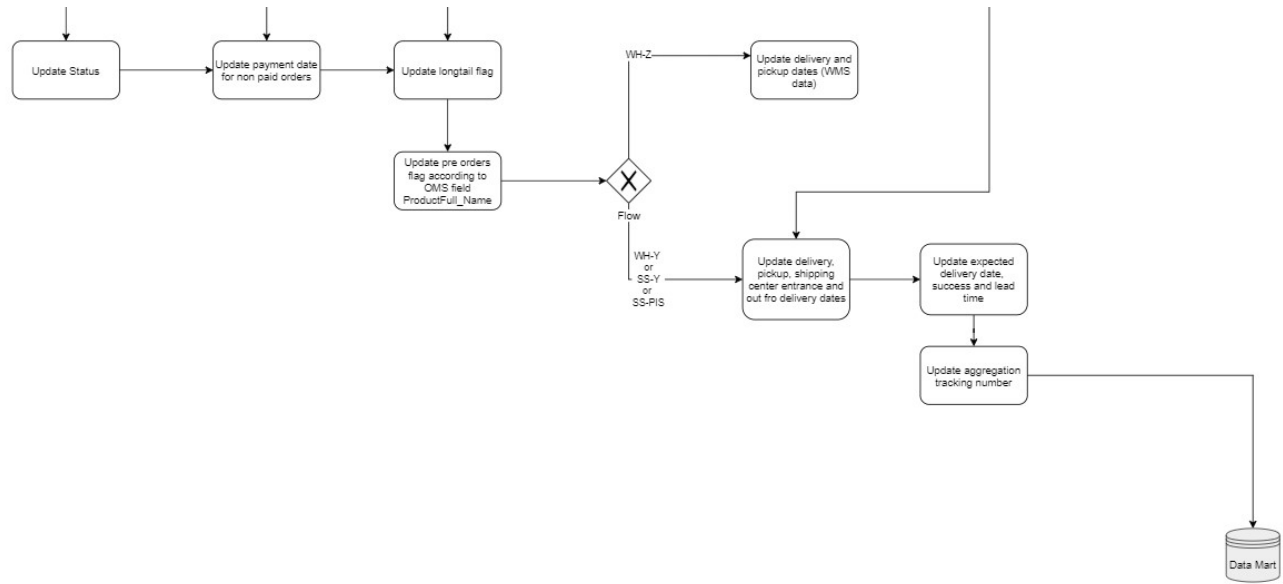 Update Status
Update payment date
for non paid orders
Update longtail flag
WH-Z
Update delivery and
pickup dates (WMS
data)
Update pre orders
flag according to
OMS field
ProductFull_Name
X
Flow
WH-Y
or
SS-Y
or
SS-PIS
Update delivery,
pickup, shipping
center entrance and
out fro delivery dates
Update expected
delivery date,
success and lead
time
Update aggregation
tracking number
Data Mart